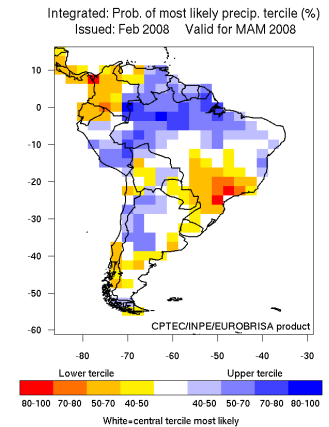 Integrated: Prob. of most likely precip. tercile (%)
Issued: Feb 2008 Valid for MAM 2008
10
0
-10
-20
-30
-40
-50
-60
CPTEC/INPE/EUROBRISA product
-80 -70 -60 -50 -40 -30
Lower tercile Upper tercile
80-100 70-80 50-70 40-50 40-50 50-70 70-80 80-100
White=central tercile most likely